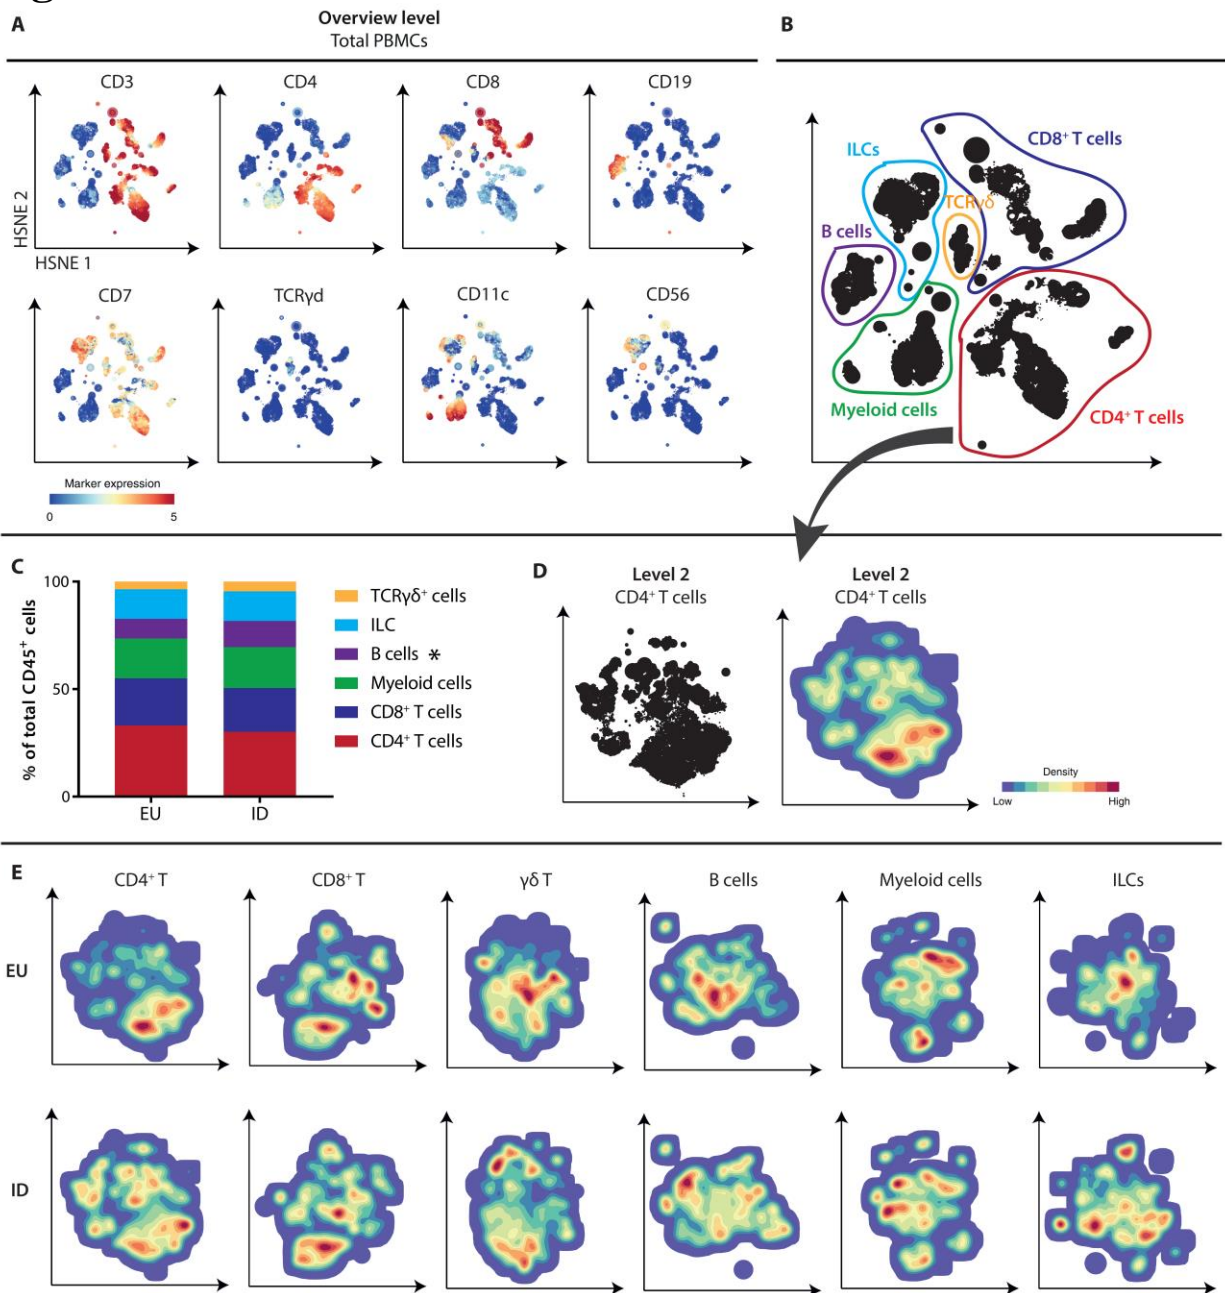 A
Overview level
Total PBMCs
B
CD3
CD4
CD8
CD19
HSNE 2
HSNE 1
CD7
TCRγd
CD11c
CD56
Marker expression
0
5
CD8⁺ T cells
ILCs
TCRγδ
B cells
Myeloid cells
CD4⁺ T cells
C
% of total CD45⁺ cells
100
50
0
EU
ID
TCRγδ⁺ cells
ILC
B cells *
Myeloid cells
CD8⁺ T cells
CD4⁺ T cells
D
Level 2
CD4⁺ T cells
Level 2
CD4⁺ T cells
Density
Low
High
E
CD4⁺ T
CD8⁺ T
γδ T
B cells
Myeloid cells
ILCs
EU
ID